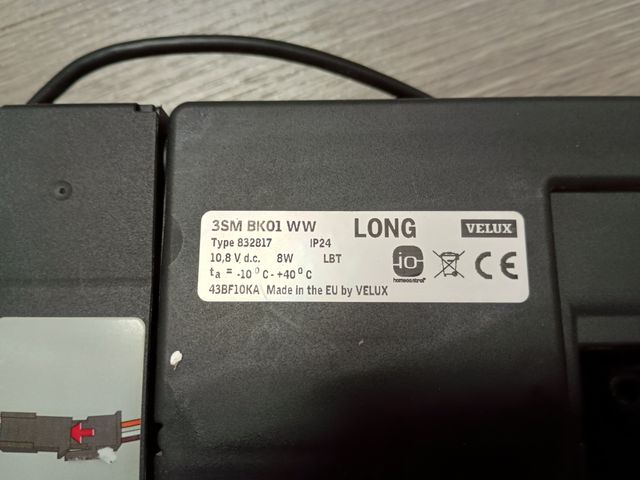 3SM BK01 WW LONG VELUX
Type 832817 IP24
10,8 V d.c. 8W LBT
ta = -10°C - +40°C
io
homecontrol
CE
43BF10KA Made in the EU by VELUX